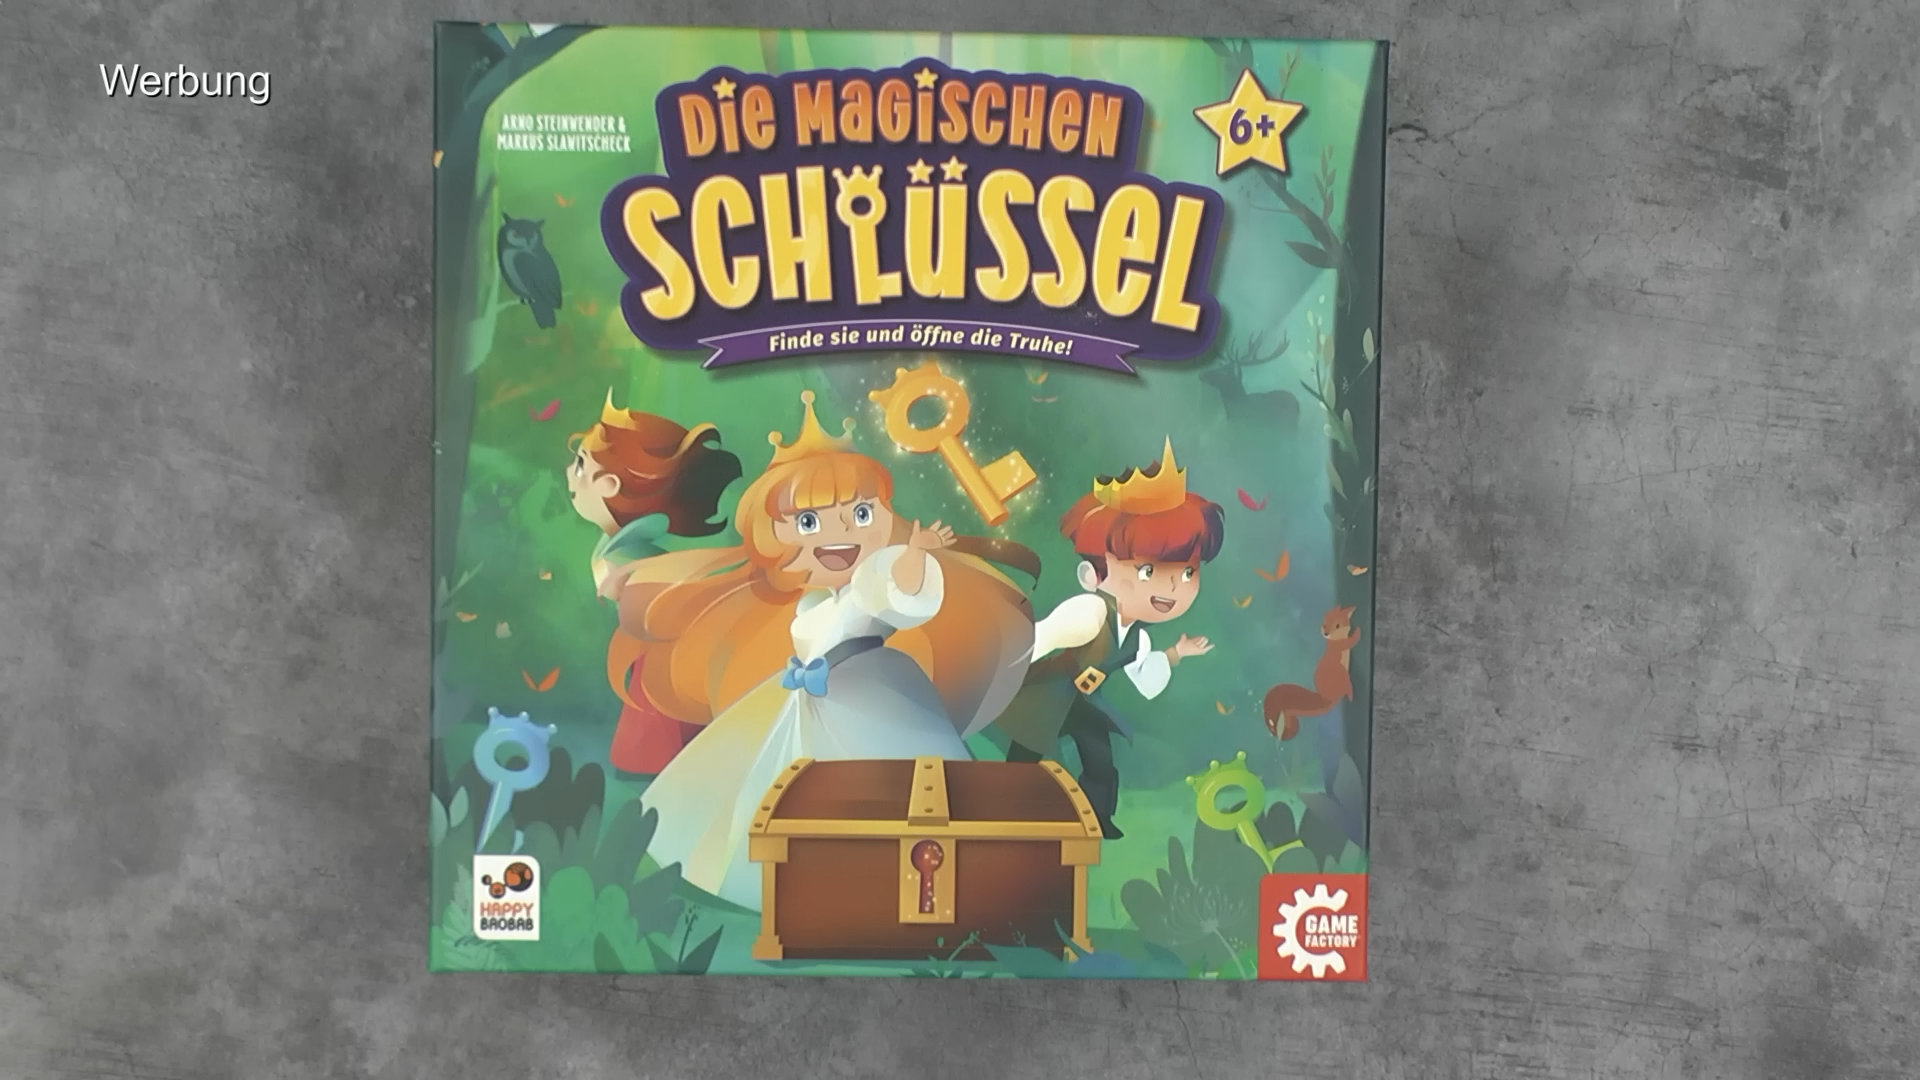 Werbung
ARNO STEINWENDER &
MARKUS SLAWITSCHECK
DIE MAGISCHEN
SCHLÜSSEL
Finde sie und öffne die Truhe!
6+
HAPPY
BAOBAB
GAME
FACTORY